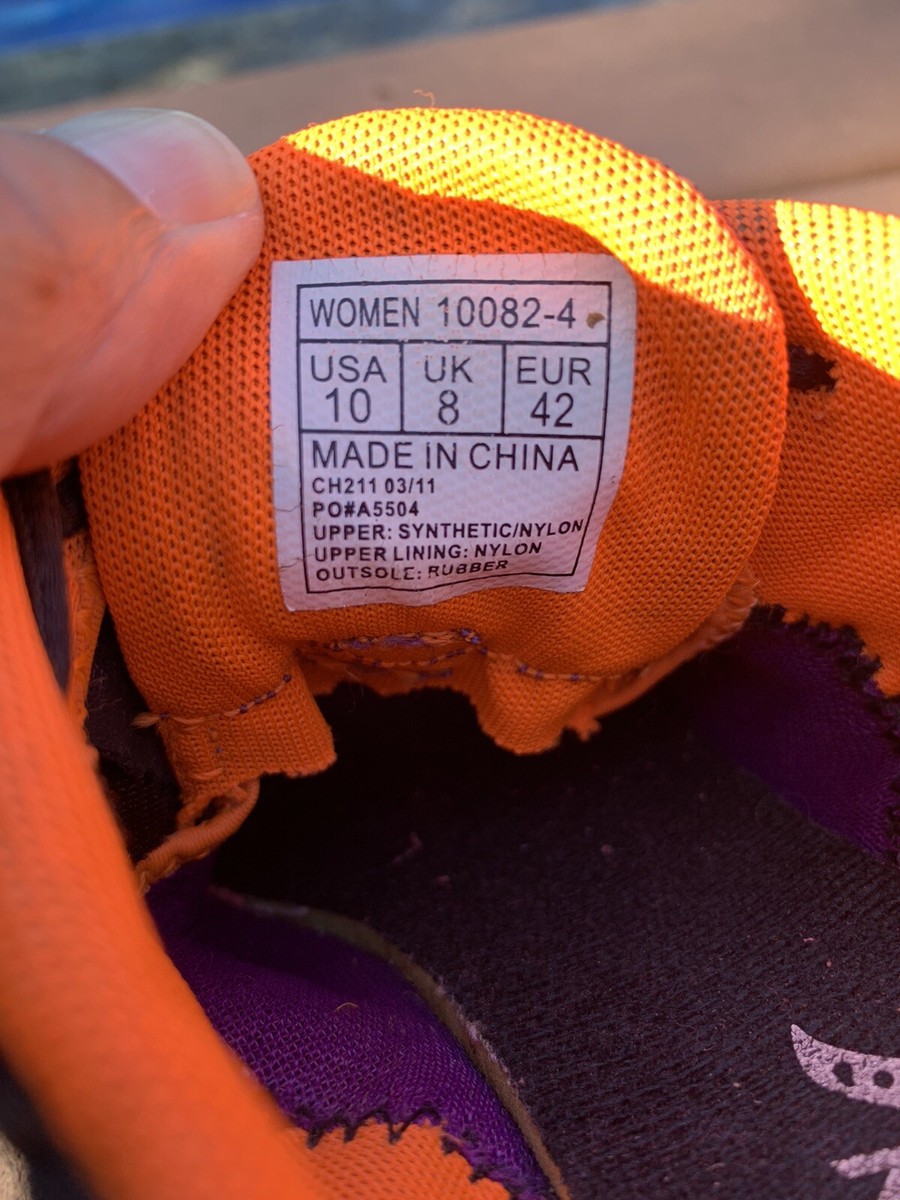 WOMEN 10082-4
USA UK EUR
10 8 42
MADE IN CHINA
CH211 03/11
PO#A5504
UPPER: SYNTHETIC/NYLON
UPPER LINING: NYLON
OUTSOLE: RUBBER